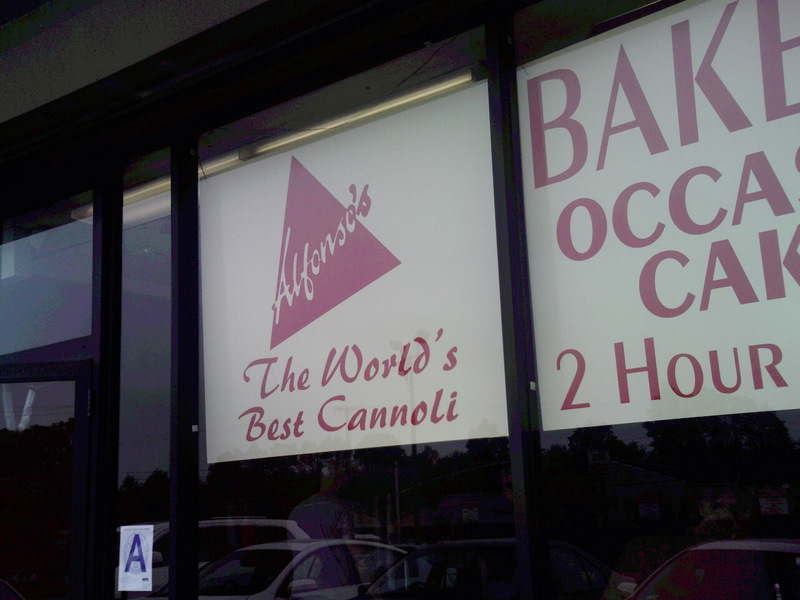 Alfonso's
The World's
Best Cannoli
BAKE
OCCAS
CAK
2 HOUR
A